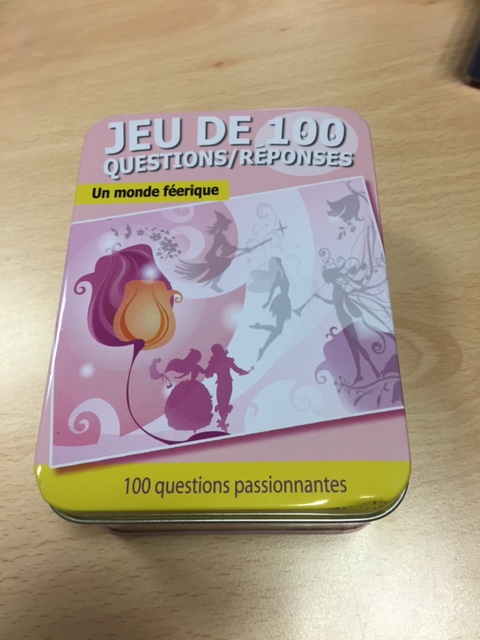 JEU DE 100
QUESTIONS/RÉPONSES
Un monde féerique
100 questions passionnantes